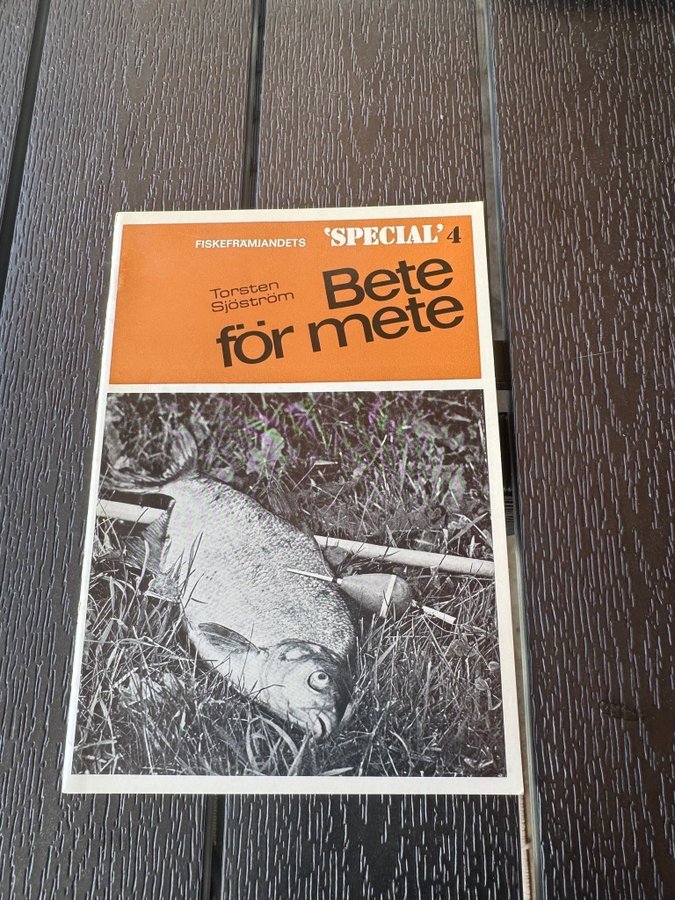 FISKEFRÄMJANDETS 'SPECIAL' 4
Torsten
Sjöström
Bete
för mete